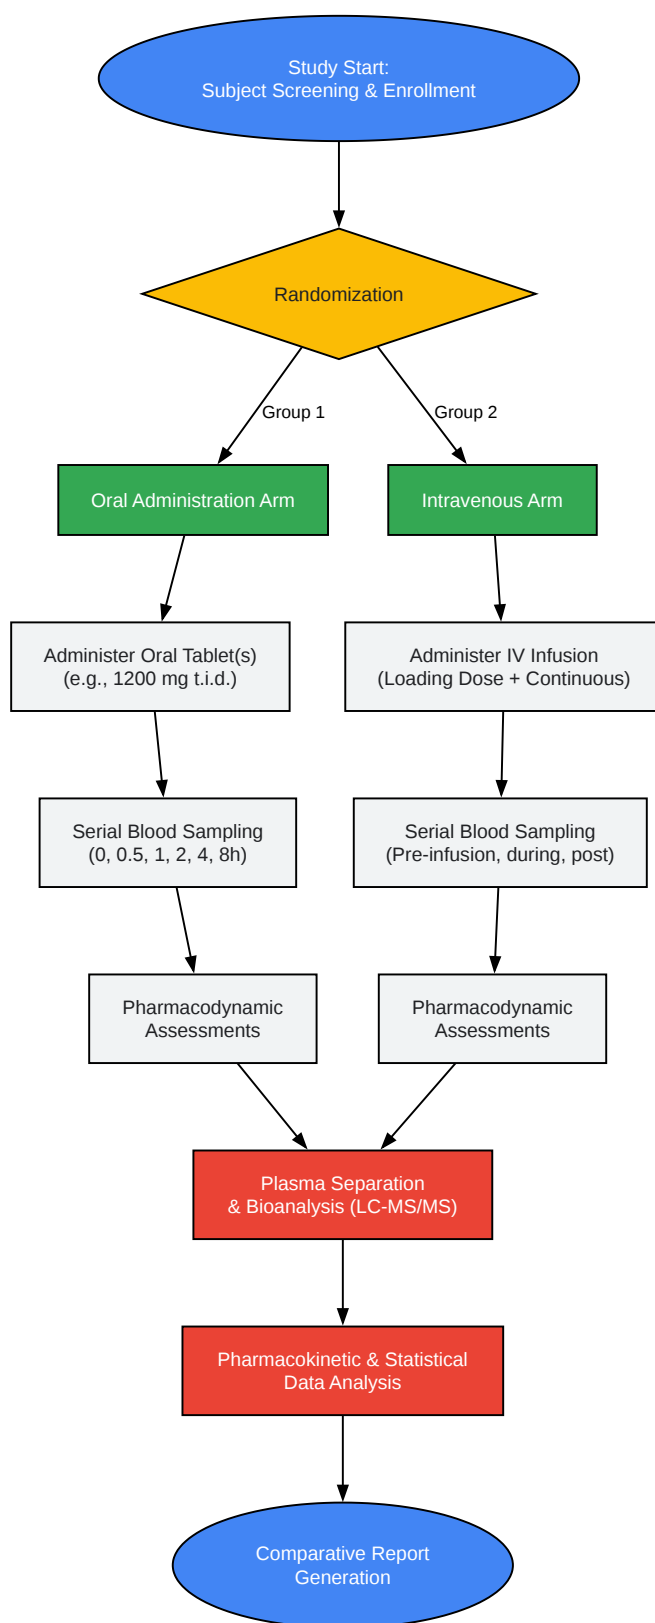 Study Start:
Subject Screening & Enrollment
Randomization
Group 1
Group 2
Oral Administration Arm
Intravenous Arm
Administer Oral Tablet(s)
(e.g., 1200 mg t.i.d.)
Administer IV Infusion
(Loading Dose + Continuous)
Serial Blood Sampling
(0, 0.5, 1, 2, 4, 8h)
Serial Blood Sampling
(Pre-infusion, during, post)
Pharmacodynamic
Assessments
Pharmacodynamic
Assessments
Plasma Separation
& Bioanalysis (LC-MS/MS)
Pharmacokinetic & Statistical
Data Analysis
Comparative Report
Generation